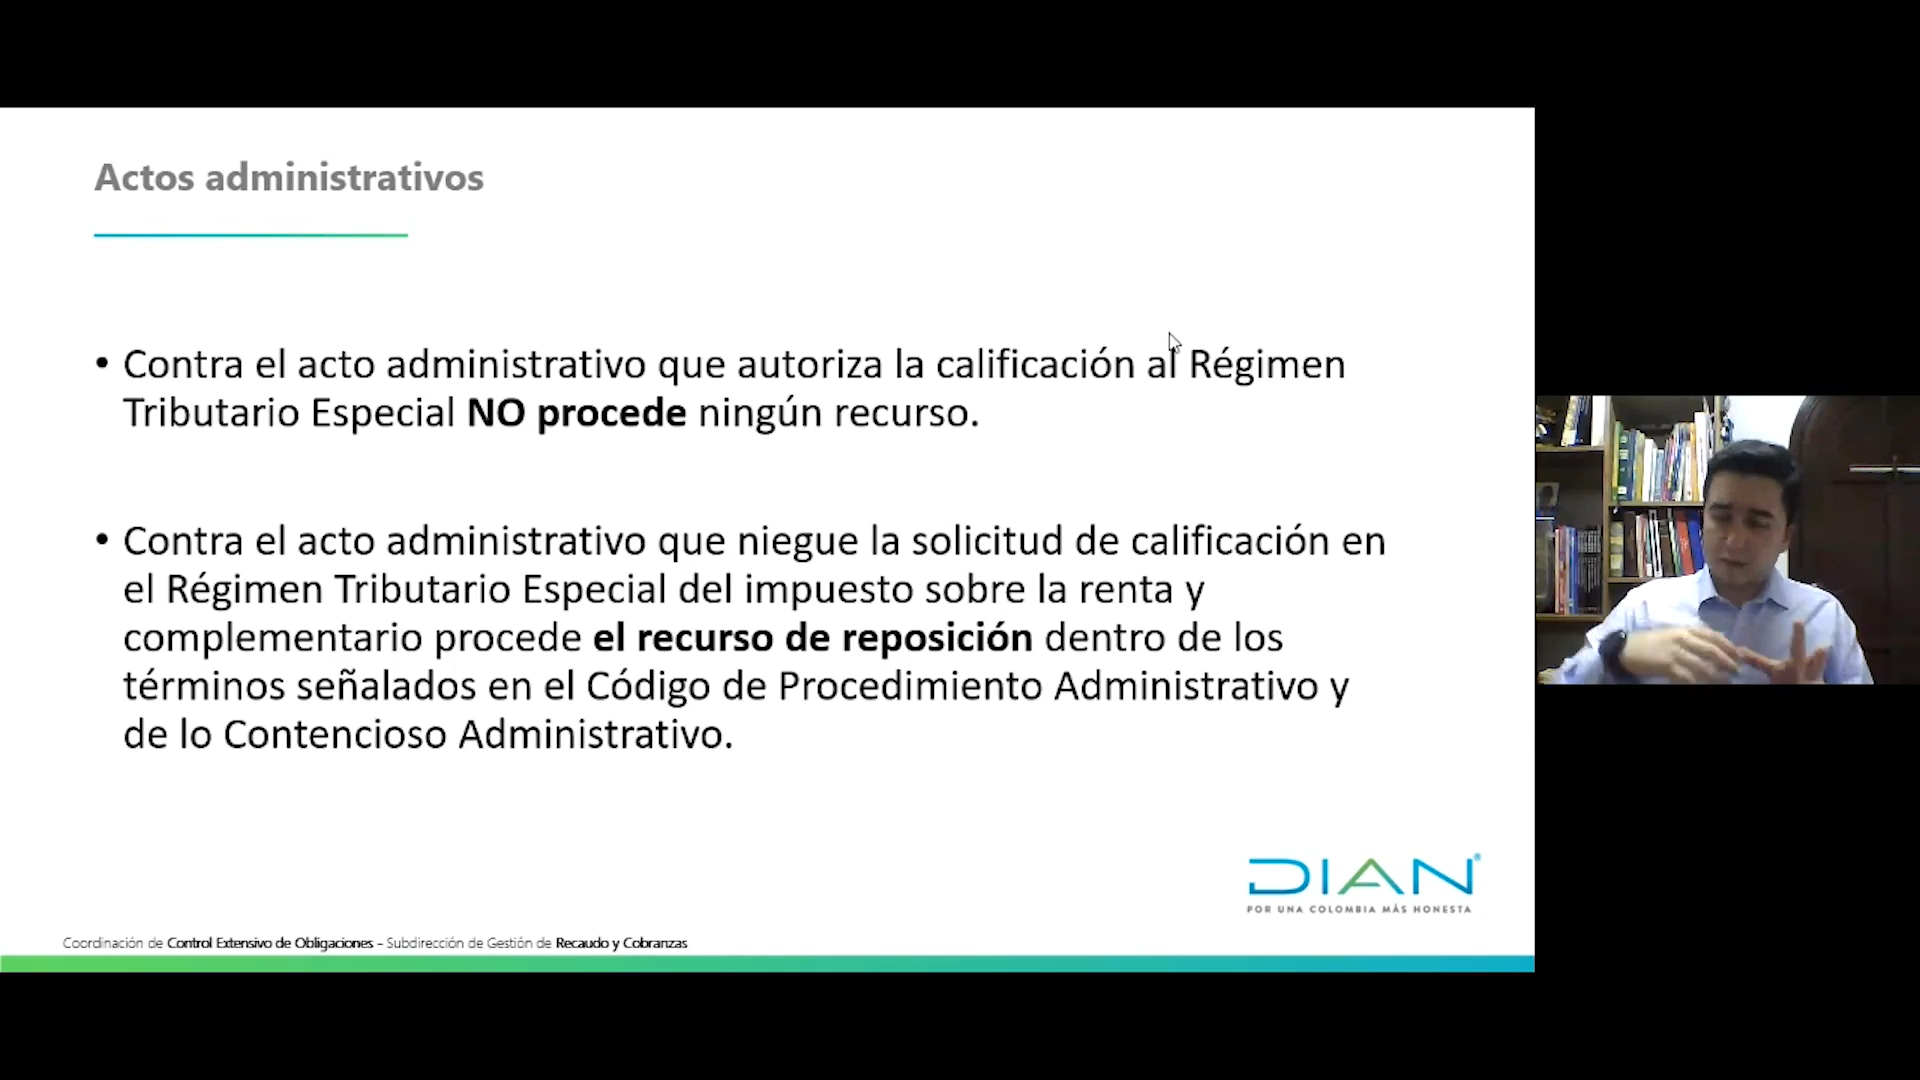 Actos administrativos
• Contra el acto administrativo que autoriza la calificación al Régimen
Tributario Especial NO procede ningún recurso.
• Contra el acto administrativo que niegue la solicitud de calificación en
el Régimen Tributario Especial del impuesto sobre la renta y
complementario procede el recurso de reposición dentro de los
términos señalados en el Código de Procedimiento Administrativo y
de lo Contencioso Administrativo.
DIAN®
POR UNA COLOMBIA MÁS HONESTA
Coordinación de Control Extensivo de Obligaciones – Subdirección de Gestión de Recaudo y Cobranzas